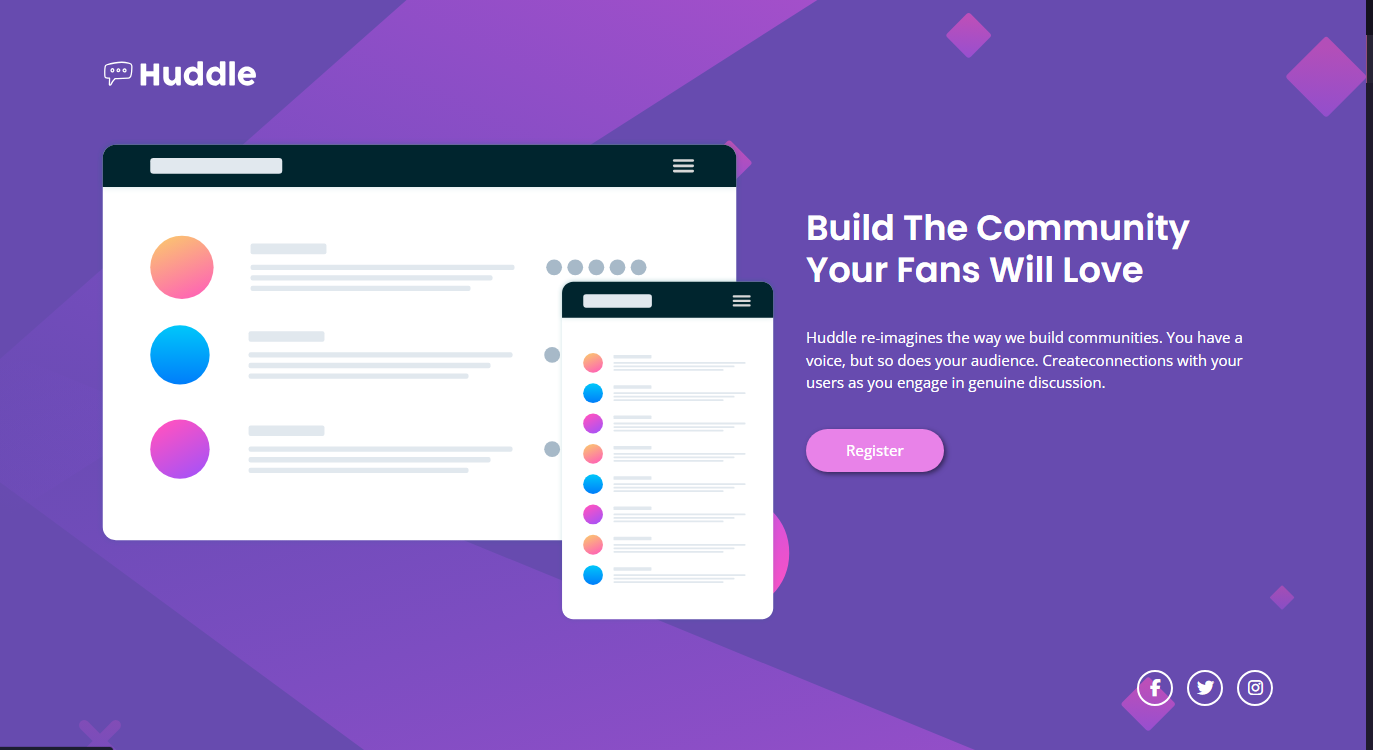 Huddle
Build The Community
Your Fans Will Love
Huddle re-imagines the way we build communities. You have a
voice, but so does your audience. Createconnections with your
users as you engage in genuine discussion.
Register